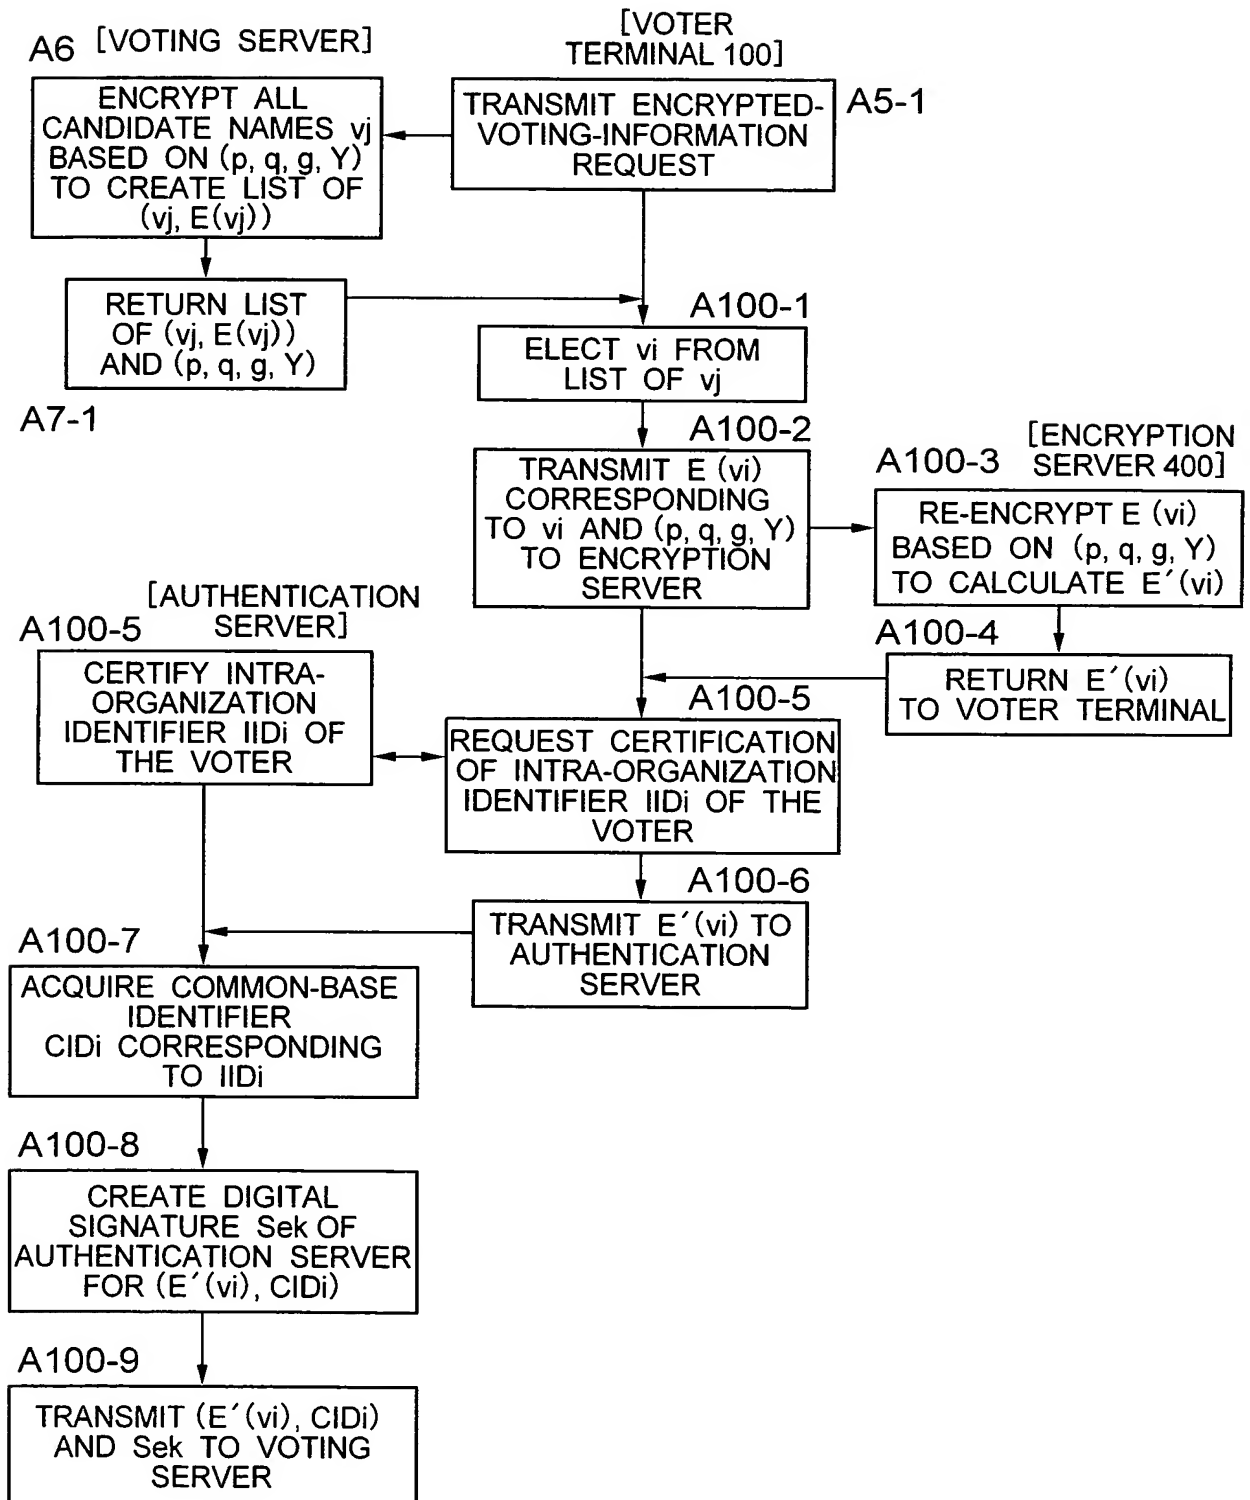 A6 [VOTING SERVER]
[VOTER
TERMINAL 100]
ENCRYPT ALL
CANDIDATE NAMES vj
BASED ON (p, q, g, Y)
TO CREATE LIST OF
(vj, E(vj))
TRANSMIT ENCRYPTED-
VOTING-INFORMATION
REQUEST
A5-1
RETURN LIST
OF (vj, E(vj))
AND (p, q, g, Y)
A7-1
A100-1
ELECT vi FROM
LIST OF vj
A100-2
TRANSMIT E (vi)
CORRESPONDING
TO vi AND (p, q, g, Y)
TO ENCRYPTION
SERVER
A100-3
[ENCRYPTION
SERVER 400]
RE-ENCRYPT E (vi)
BASED ON (p, q, g, Y)
TO CALCULATE E´(vi)
A100-4
RETURN E´(vi)
TO VOTER TERMINAL
[AUTHENTICATION
SERVER]
A100-5
CERTIFY INTRA-
ORGANIZATION
IDENTIFIER IIDi OF
THE VOTER
A100-5
REQUEST CERTIFICATION
OF INTRA-ORGANIZATION
IDENTIFIER IIDi OF THE
VOTER
A100-6
TRANSMIT E´(vi) TO
AUTHENTICATION
SERVER
A100-7
ACQUIRE COMMON-BASE
IDENTIFIER
CIDi CORRESPONDING
TO IIDi
A100-8
CREATE DIGITAL
SIGNATURE Sek OF
AUTHENTICATION SERVER
FOR (E´(vi), CIDi)
A100-9
TRANSMIT (E´(vi), CIDi)
AND Sek TO VOTING
SERVER